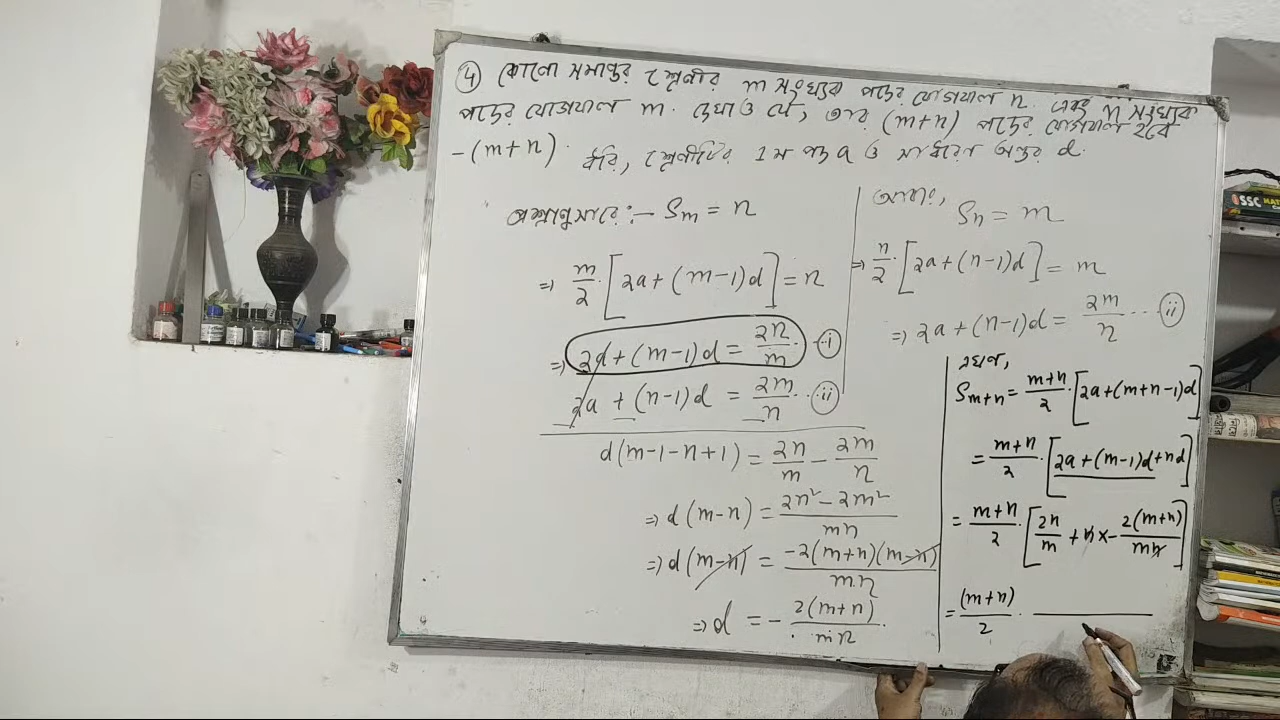 ④ কোনো সমান্তর শ্রেণীর m সংখ্যক পদের যোগফল n. এবং n সংখ্যক
পদের যোগফল m. দেখাও যে, তার (m+n) পদের যোগফল হবে
-(m+n).
ধরি, শ্রেণীটির 1ম পদ a ও সাধারণ অন্তর d.
প্রশ্নানুসারে:- Sm = n
⇒ m/2 · [2a+(m-1)d] = n
⇒ 2a+(m-1)d = 2n/m ...(i)
2a + (n-1)d = 2m/n ...(ii)
d(m-1-n+1) = 2n/m - 2m/n
⇒ d(m-n) = (2n² - 2m²)/mn
⇒ d(m-n) = -2(m+n)(m-n)/mn
⇒ d = - 2(m+n)/mn .
আবার,
Sn = m
⇒ n/2 · [2a+(n-1)d] = m
⇒ 2a+(n-1)d = 2m/n ...(ii)
এখন,
Sm+n = m+n/2 · [2a+(m+n-1)d]
= m+n/2 · [2a+(m-1)d+nd]
= m+n/2 · [2n/m + n×-2(m+n)/mn]
= (m+n)/2 ·
SSC